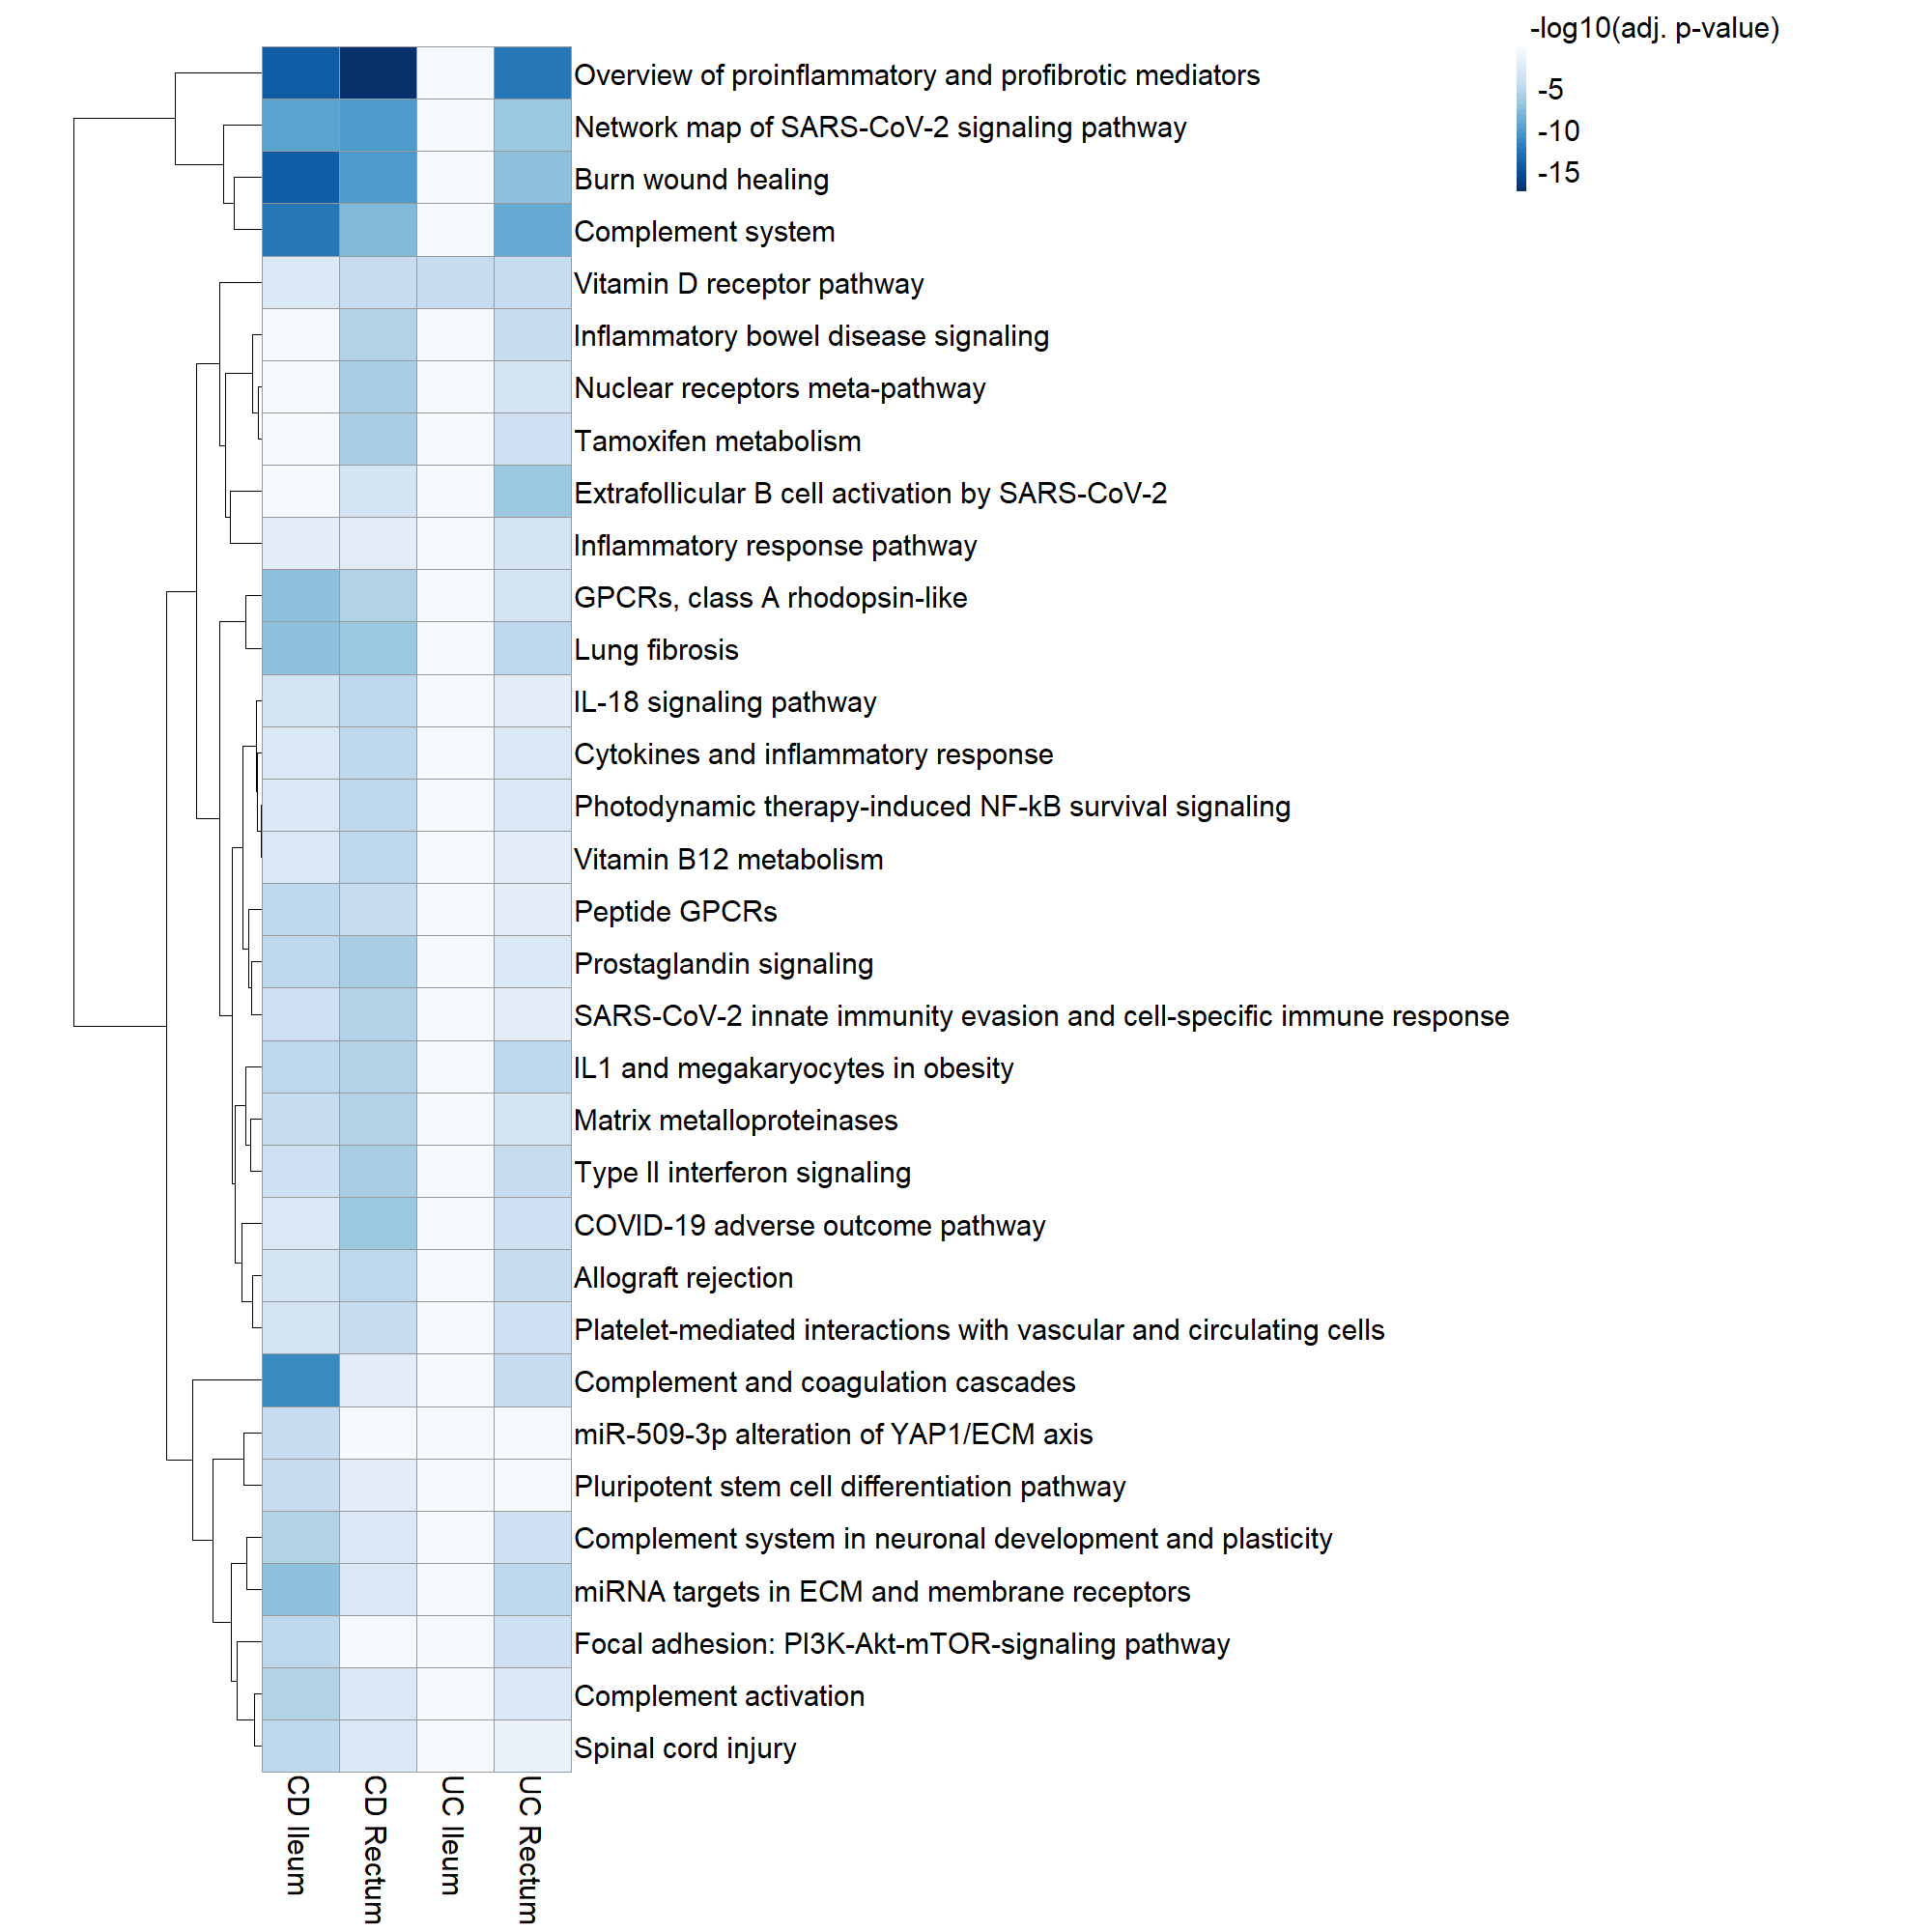 -log10(adj. p-value)
-5
-10
-15
Overview of proinflammatory and profibrotic mediators
Network map of SARS-CoV-2 signaling pathway
Burn wound healing
Complement system
Vitamin D receptor pathway
Inflammatory bowel disease signaling
Nuclear receptors meta-pathway
Tamoxifen metabolism
Extrafollicular B cell activation by SARS-CoV-2
Inflammatory response pathway
GPCRs, class A rhodopsin-like
Lung fibrosis
IL-18 signaling pathway
Cytokines and inflammatory response
Photodynamic therapy-induced NF-kB survival signaling
Vitamin B12 metabolism
Peptide GPCRs
Prostaglandin signaling
SARS-CoV-2 innate immunity evasion and cell-specific immune response
IL1 and megakaryocytes in obesity
Matrix metalloproteinases
Type II interferon signaling
COVID-19 adverse outcome pathway
Allograft rejection
Platelet-mediated interactions with vascular and circulating cells
Complement and coagulation cascades
miR-509-3p alteration of YAP1/ECM axis
Pluripotent stem cell differentiation pathway
Complement system in neuronal development and plasticity
miRNA targets in ECM and membrane receptors
Focal adhesion: PI3K-Akt-mTOR-signaling pathway
Complement activation
Spinal cord injury
CD Ileum
CD Rectum
UC Ileum
UC Rectum